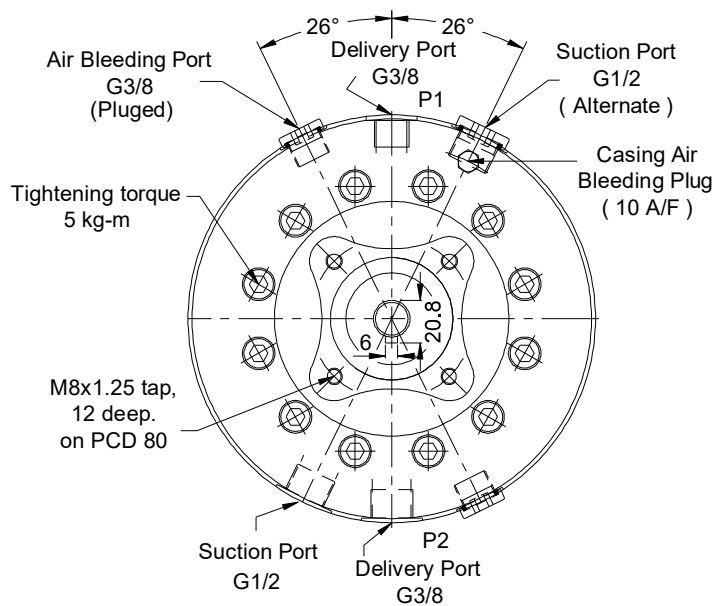 26°
26°
Air Bleeding Port
G3/8
(Pluged)
Delivery Port
G3/8
P1
Suction Port
G1/2
( Alternate )
Casing Air
Bleeding Plug
( 10 A/F )
Tightening torque
5 kg-m
6
20.8
M8x1.25 tap,
12 deep.
on PCD 80
Suction Port
G1/2
P2
Delivery Port
G3/8